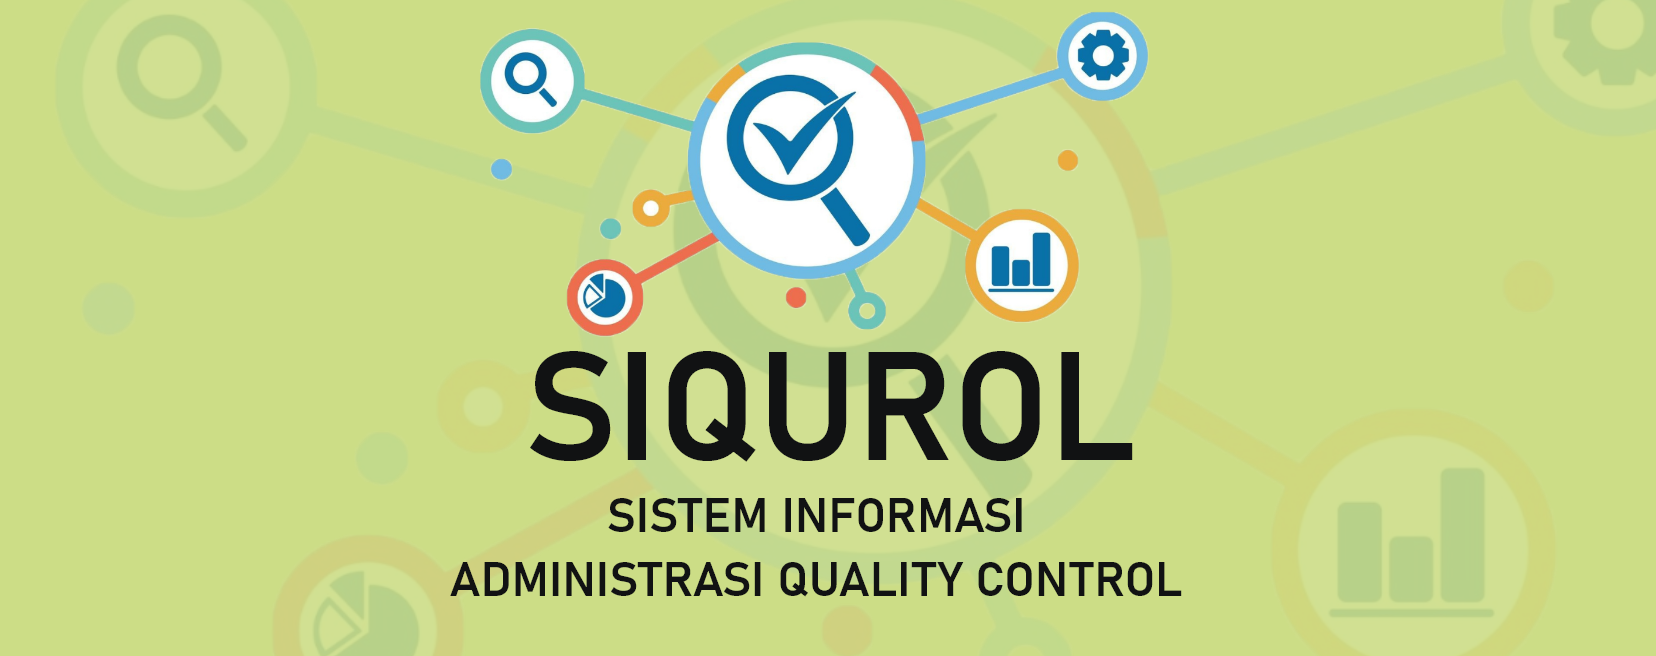 SIQUROL
SISTEM INFORMASI
ADMINISTRASI QUALITY CONTROL